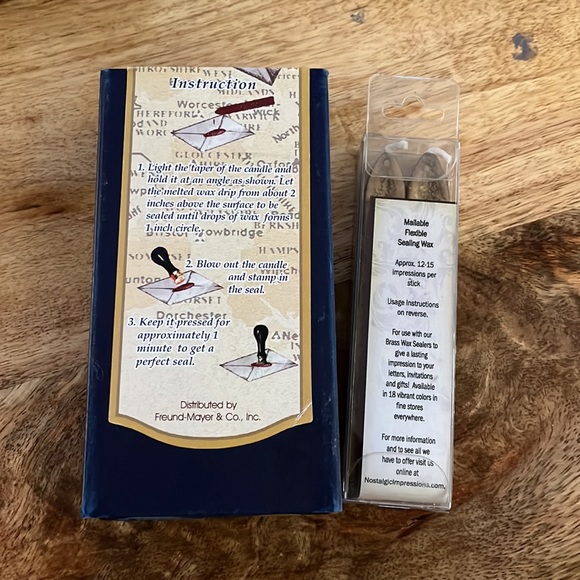 Instruction
1. Light the taper of the candle and
hold it at an angle as shown. Let
the melted wax drip from about 2
inches above the surface to be
sealed until drops of wax forms
1 inch circle.
2. Blow out the candle
and stamp in
the seal.
3. Keep it pressed for
approximately 1
minute to get a
perfect seal.
Distributed by
Freund-Mayer & Co., Inc.
GLOUCESTER
Dorchester
Mallable
Flexible
Sealing Wax
Approx. 12-15
impressions per
stick
Usage Instructions
on reverse.
For use with our
Brass Wax Sealers to
give a lasting
impression to your
letters, invitations
and gifts! Available
in 18 vibrant colors in
fine stores
everywhere.
For more information
and to see all we
have to offer visit us
online at
NostalgicImpressions.com.